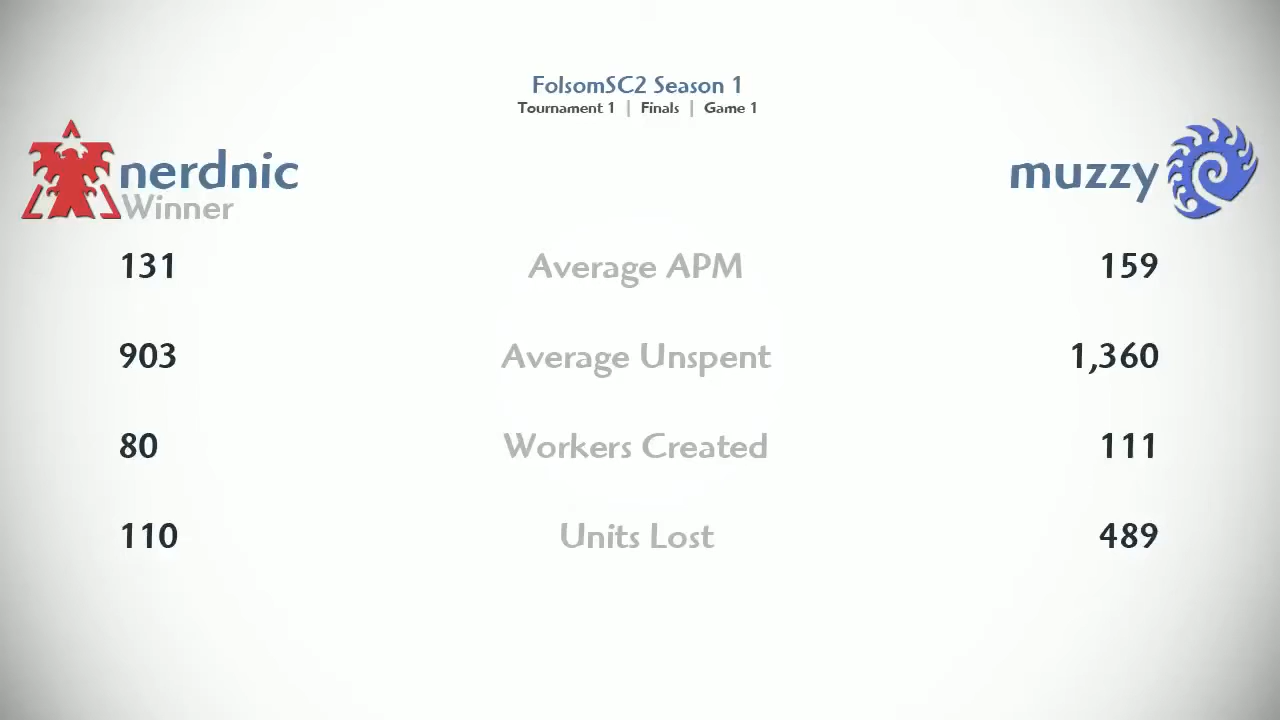 FolsomSC2 Season 1
Tournament 1 | Finals | Game 1
nerdnic
muzzy
Winner
131 Average APM 159
903 Average Unspent 1,360
80 Workers Created 111
110 Units Lost 489